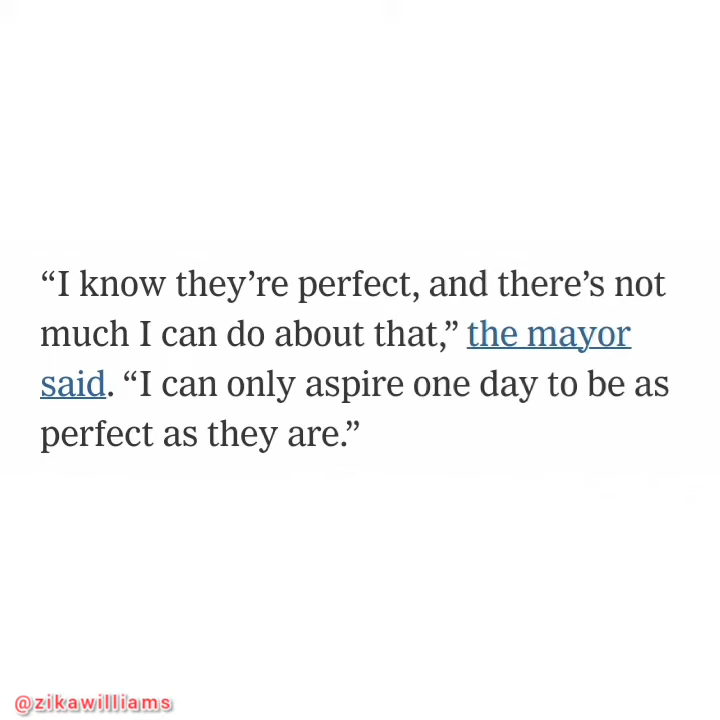 “I know they’re perfect, and there’s not
much I can do about that,” the mayor
said. “I can only aspire one day to be as
perfect as they are.”
@zikawilliams